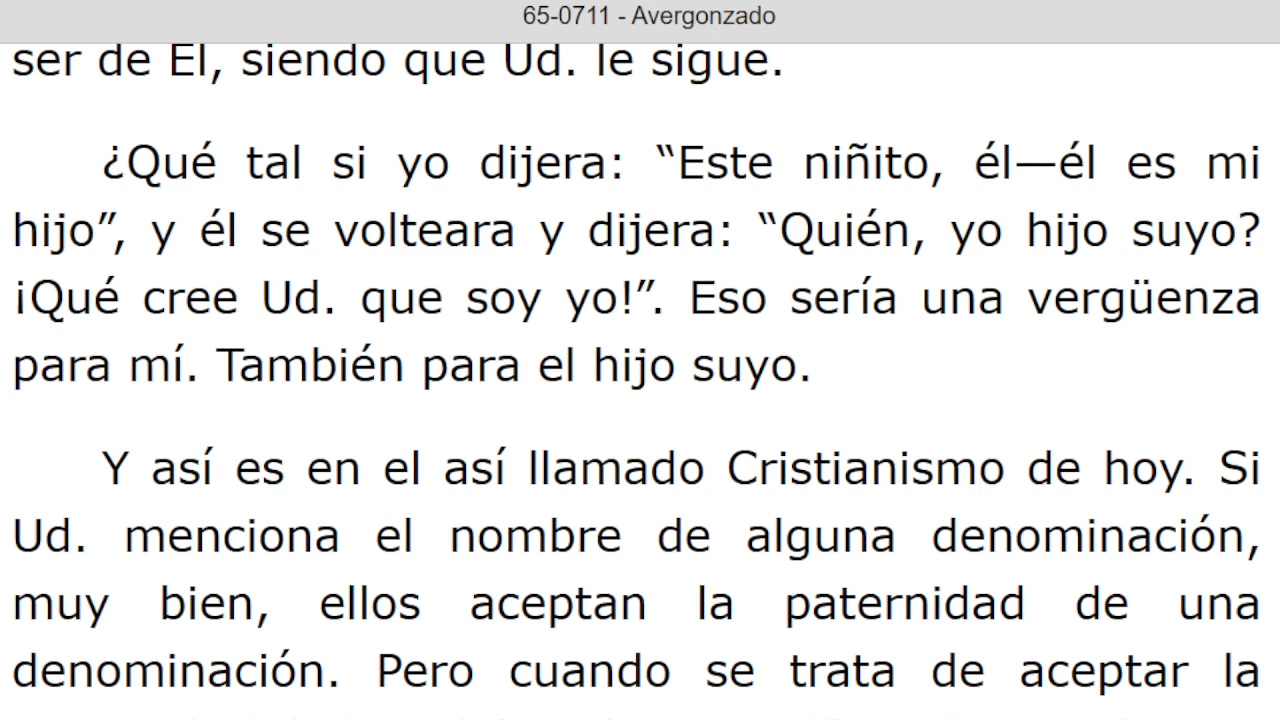 65-0711 - Avergonzado
ser de Él, siendo que Ud. le sigue.
¿Qué tal si yo dijera: “Este niñito, él—él es mi
hijo”, y él se volteara y dijera: “Quién, yo hijo suyo?
¡Qué cree Ud. que soy yo!”. Eso sería una vergüenza
para mí. También para el hijo suyo.
Y así es en el así llamado Cristianismo de hoy. Si
Ud. menciona el nombre de alguna denominación,
muy bien, ellos aceptan la paternidad de una
denominación. Pero cuando se trata de aceptar la